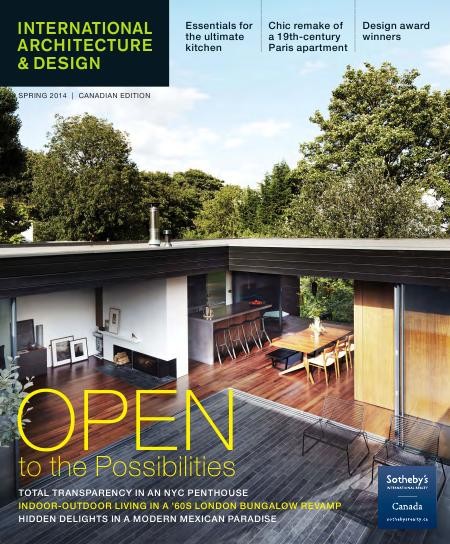 INTERNATIONAL
ARCHITECTURE
& DESIGN
Essentials for
the ultimate
kitchen
Chic remake of
a 19th-century
Paris apartment
Design award
winners
SPRING 2014 | CANADIAN EDITION
OPEN
to the Possibilities
TOTAL TRANSPARENCY IN AN NYC PENTHOUSE
INDOOR-OUTDOOR LIVING IN A '60S LONDON BUNGALOW REVAMP
HIDDEN DELIGHTS IN A MODERN MEXICAN PARADISE
Sotheby's
INTERNATIONAL REALTY
Canada
sothebysrealty.ca